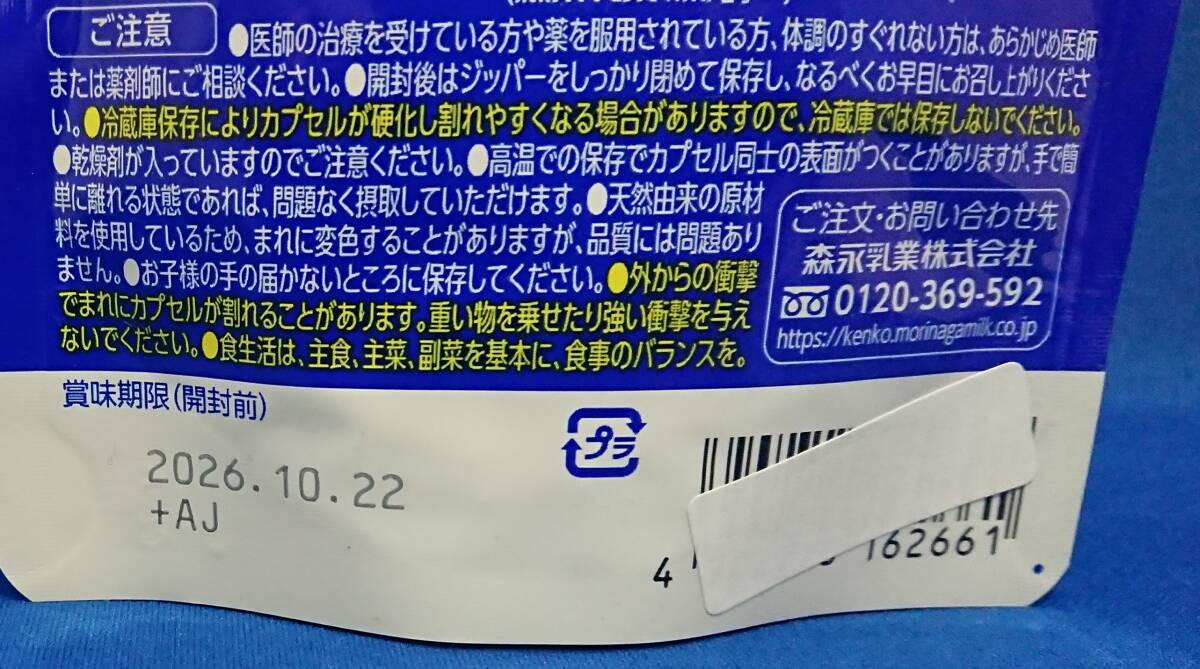 ご注意
●医師の治療を受けている方や薬を服用されている方、体調のすぐれない方は、あらかじめ医師
または薬剤師にご相談ください。●開封後はジッパーをしっかり閉めて保存し、なるべくお早目にお召し上がりくださ
い。●冷蔵庫保存によりカプセルが硬化し割れやすくなる場合がありますので、冷蔵庫では保存しないでください。
●乾燥剤が入っていますのでご注意ください。●高温での保存でカプセル同士の表面がつくことがありますが、手で簡
単に離れる状態であれば、問題なく摂取していただけます。●天然由来の原材
料を使用しているため、まれに変色することがありますが、品質には問題あり
ません。●お子様の手の届かないところに保存してください。●外からの衝撃
でまれにカプセルが割れることがあります。重い物を乗せたり強い衝撃を与え
ないでください。●食生活は、主食、主菜、副菜を基本に、食事のバランスを。
ご注文・お問い合わせ先
森永乳業株式会社
0120-369-592
https://kenko.morinagamilk.co.jp
賞味期限（開封前）
2026.10.22
+AJ
プラ
4
162661